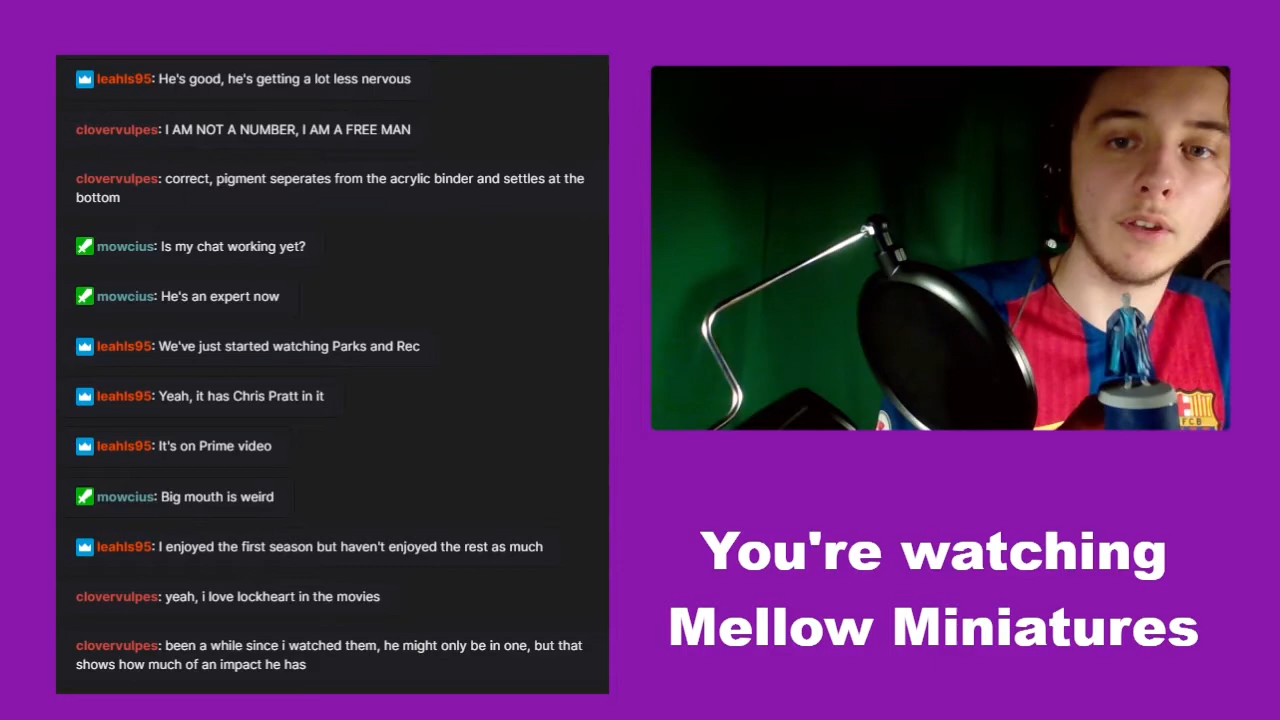 leahls95: He's good, he's getting a lot less nervous
clovervulpes: I AM NOT A NUMBER, I AM A FREE MAN
clovervulpes: correct, pigment seperates from the acrylic binder and settles at the
bottom
mowcius: Is my chat working yet?
mowcius: He's an expert now
leahls95: We've just started watching Parks and Rec
leahls95: Yeah, it has Chris Pratt in it
leahls95: It's on Prime video
mowcius: Big mouth is weird
leahls95: I enjoyed the first season but haven't enjoyed the rest as much
clovervulpes: yeah, i love lockheart in the movies
clovervulpes: been a while since i watched them, he might only be in one, but that
shows how much of an impact he has
FCB
You're watching
Mellow Miniatures